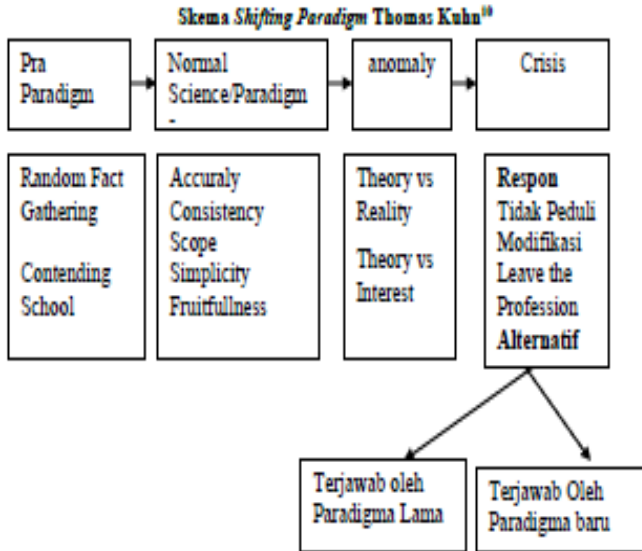 Skema Shifting Paradigm Thomas Kuhn¹⁰
Pra
Paradigm
Normal
Science/Paradigm
-
anomaly
Crisis
Random Fact
Gathering
Contending
School
Accuraly
Consistency
Scope
Simplicity
Fruitfullness
Theory vs
Reality
Theory vs
Interest
Respon
Tidak Peduli
Modifikasi
Leave the
Profession
Alternatif
Terjawab oleh
Paradigma Lama
Terjawab Oleh
Paradigma baru